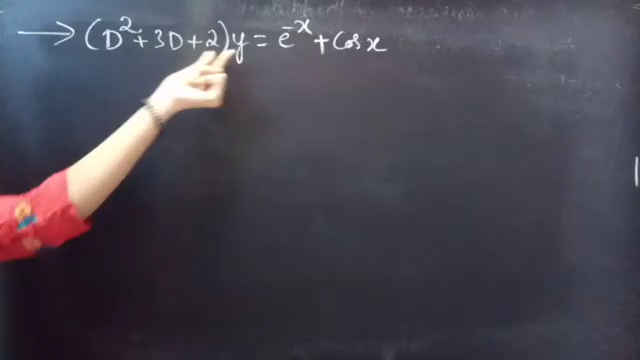 → (D²+3D+2)y = e⁻ˣ + Cos x